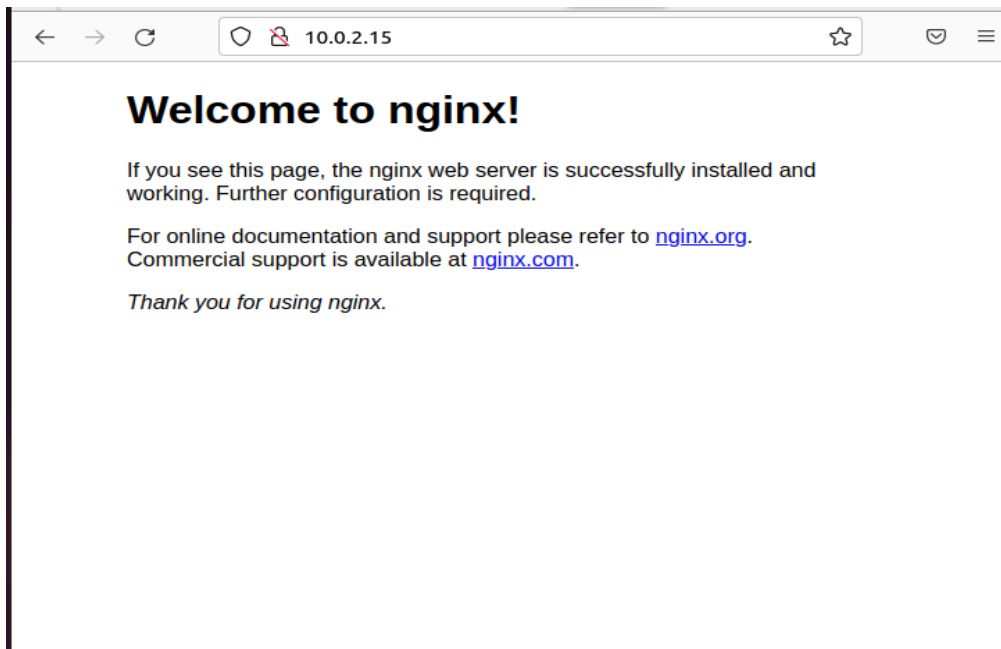 10.0.2.15
Welcome to nginx!
If you see this page, the nginx web server is successfully installed and
working. Further configuration is required.
For online documentation and support please refer to nginx.org.
Commercial support is available at nginx.com.
Thank you for using nginx.